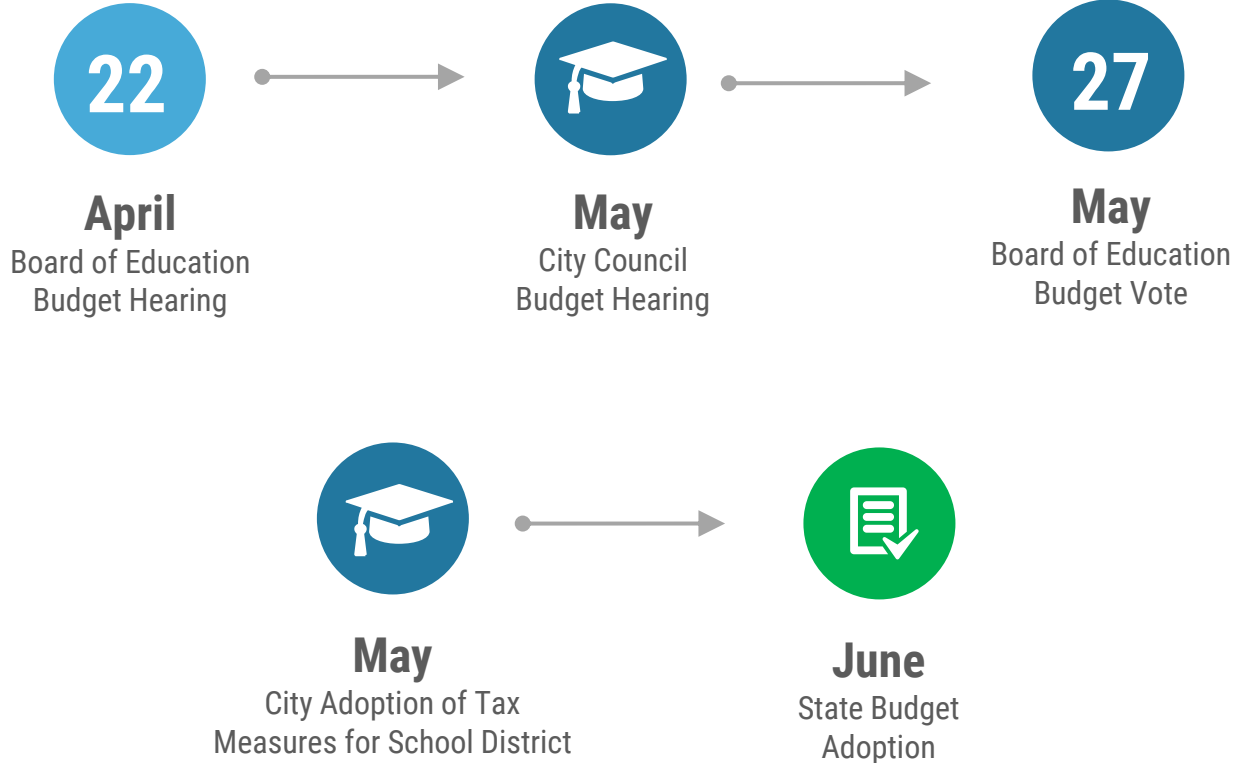 22
April
Board of Education
Budget Hearing
May
City Council
Budget Hearing
27
May
Board of Education
Budget Vote
May
City Adoption of Tax
Measures for School District
June
State Budget
Adoption